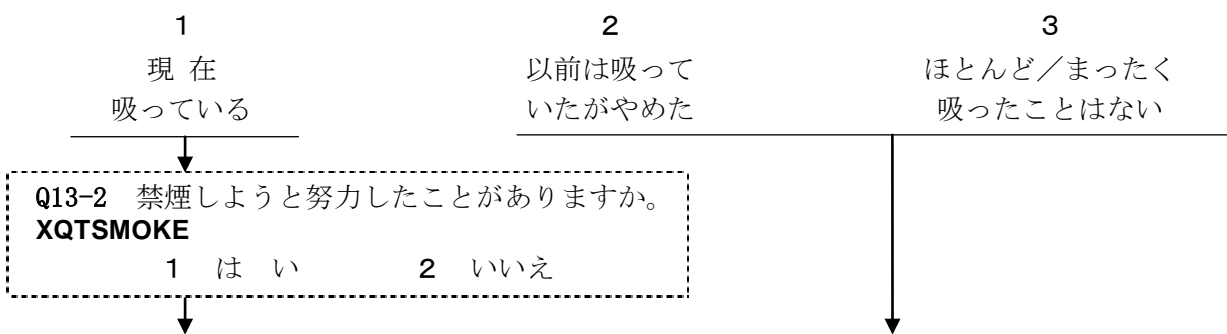 1 2 3
現 在 以前は吸って ほとんど／まったく
吸っている いたがやめた 吸ったことはない
Q13-2 禁煙しようと努力したことがありますか。
XQTSMOKE
1 は い 2 いいえ